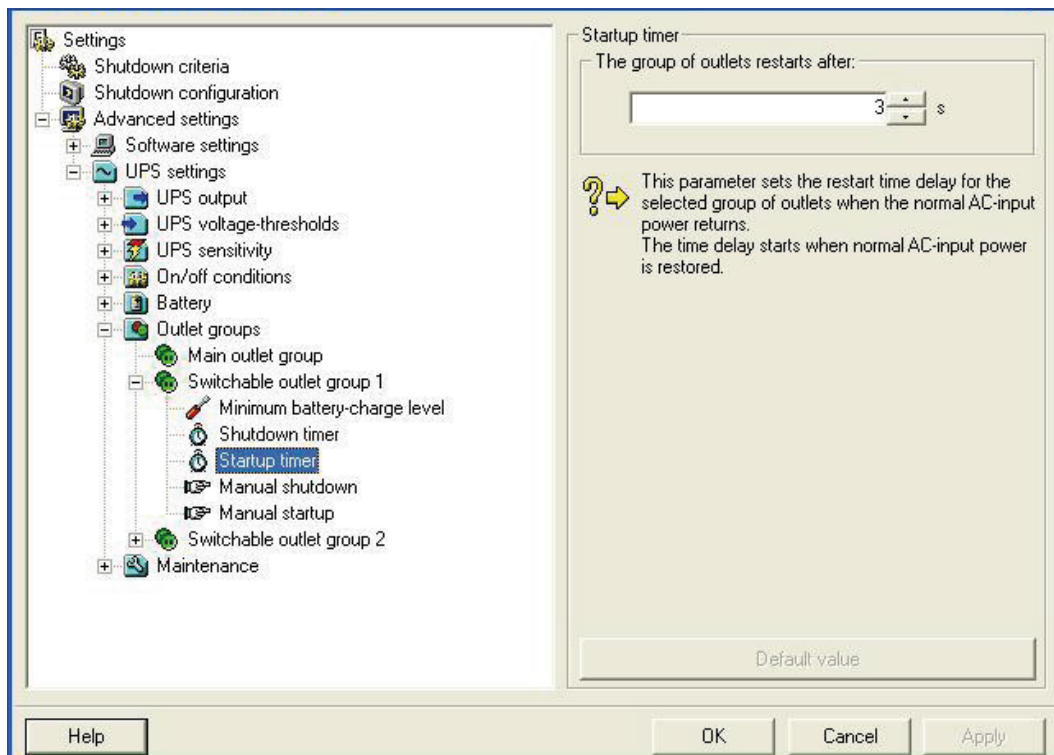 Settings
Shutdown criteria
Shutdown configuration
Advanced settings
Software settings
UPS settings
UPS output
UPS voltage-thresholds
UPS sensitivity
On/off conditions
Battery
Outlet groups
Main outlet group
Switchable outlet group 1
Minimum battery-charge level
Shutdown timer
Startup timer
Manual shutdown
Manual startup
Switchable outlet group 2
Maintenance
Startup timer
The group of outlets restarts after:
3 s
This parameter sets the restart time delay for the
selected group of outlets when the normal AC-input
power returns.
The time delay starts when normal AC-input power
is restored.
Default value
Help
OK
Cancel
Apply